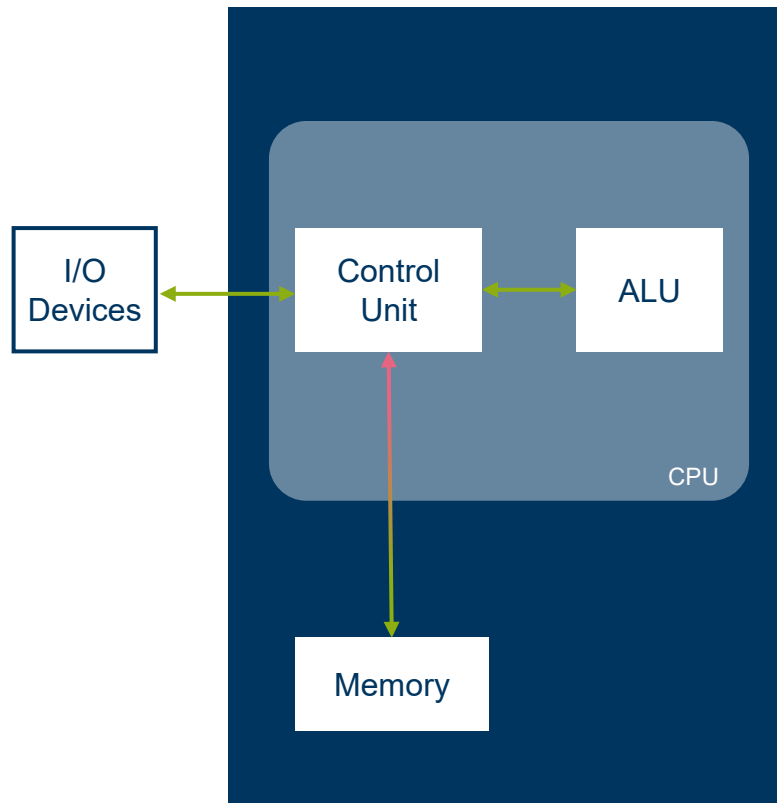 I/O
Devices
Control
Unit
ALU
CPU
Memory